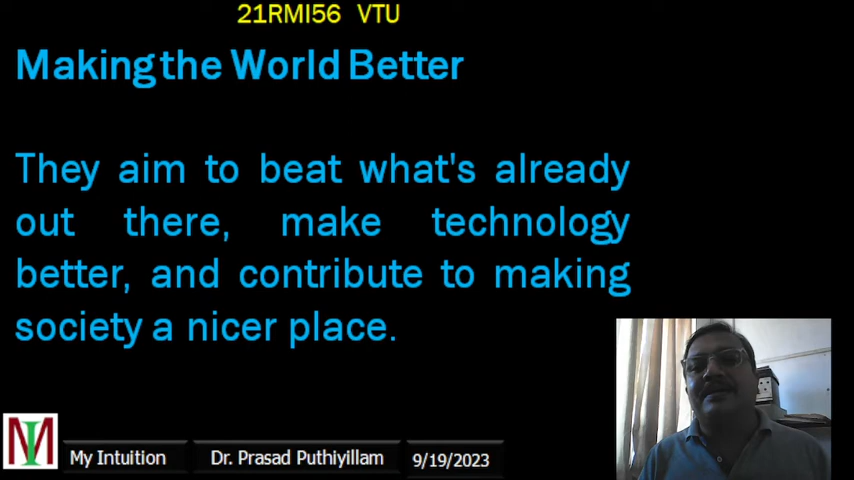 21RMI56 VTU
Making the World Better
They aim to beat what's already
out there, make technology
better, and contribute to making
society a nicer place.
MI
My Intuition
Dr. Prasad Puthiyillam
9/19/2023